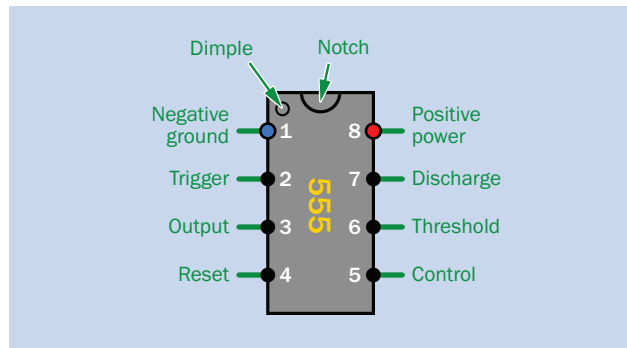 Dimple
Notch
Negative
ground
1
8
Positive
power
Trigger
2
7
Discharge
555
Output
3
6
Threshold
Reset
4
5
Control